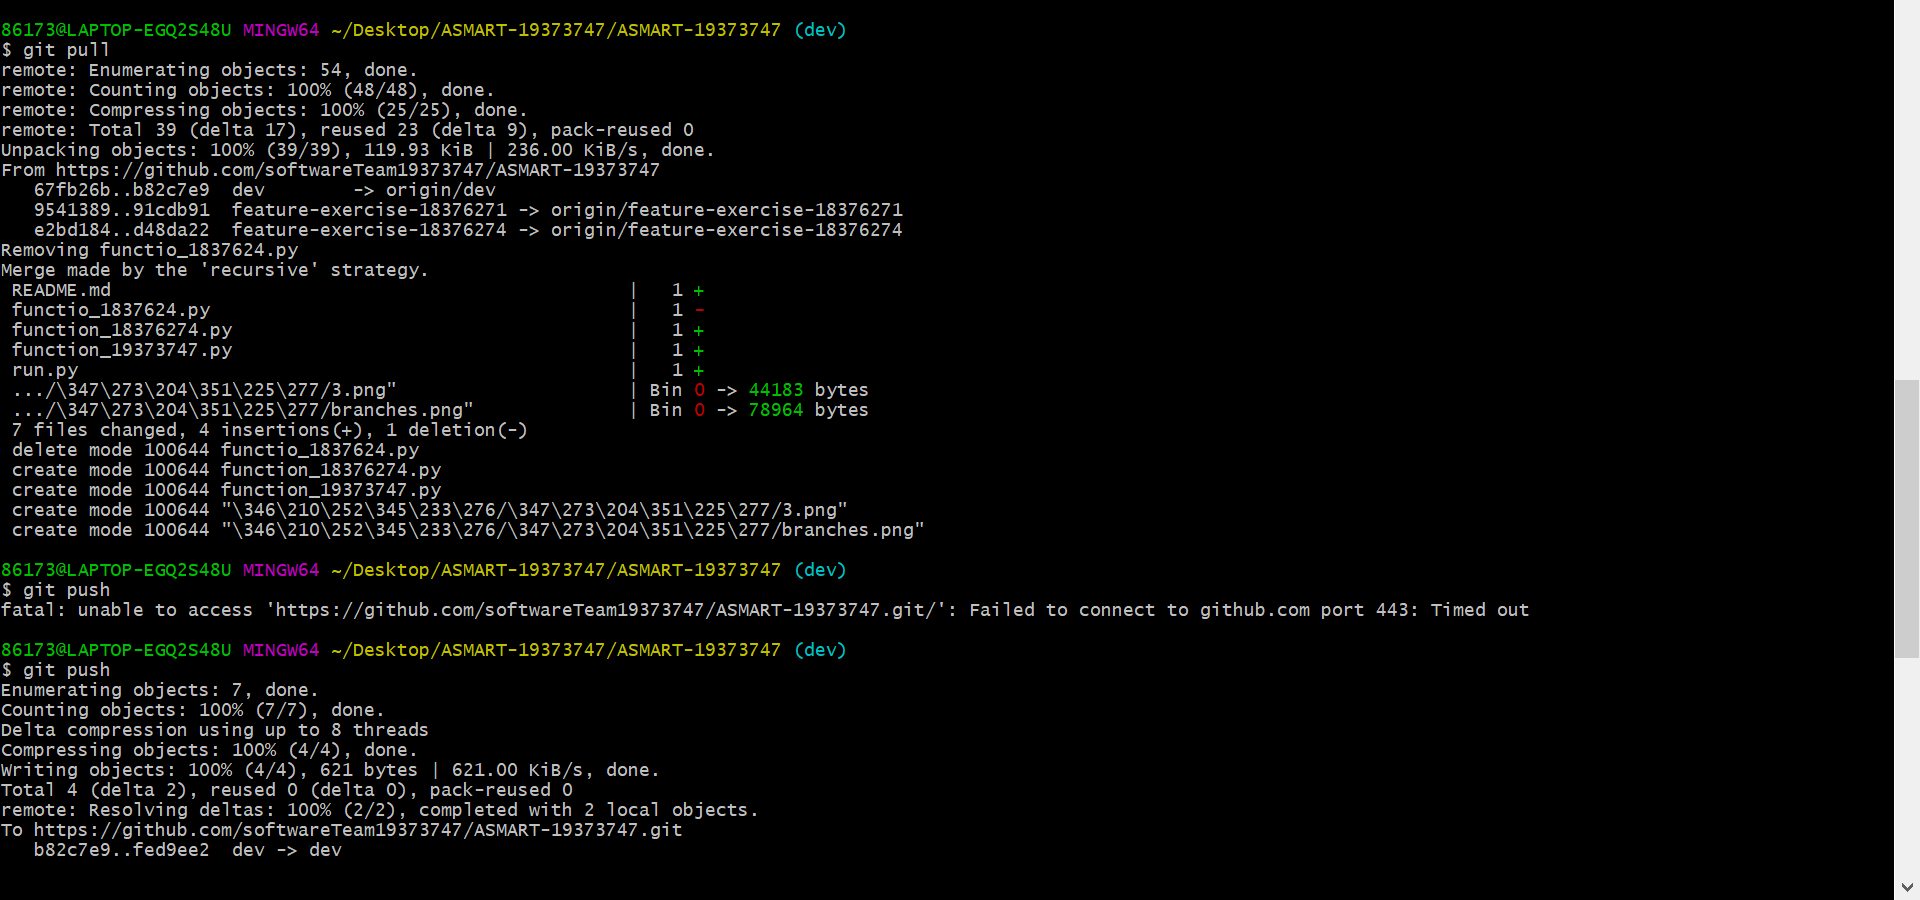 86173@LAPTOP-EGQ2S48U MINGW64 ~/Desktop/ASMART-19373747/ASMART-19373747 (dev)
$ git pull
remote: Enumerating objects: 54, done.
remote: Counting objects: 100% (48/48), done.
remote: Compressing objects: 100% (25/25), done.
remote: Total 39 (delta 17), reused 23 (delta 9), pack-reused 0
Unpacking objects: 100% (39/39), 119.93 KiB | 236.00 KiB/s, done.
From https://github.com/softwareTeam19373747/ASMART-19373747
   67fb26b..b82c7e9  dev        -> origin/dev
   9541389..91cdb91  feature-exercise-18376271 -> origin/feature-exercise-18376271
   e2bd184..d48da22  feature-exercise-18376274 -> origin/feature-exercise-18376274
Removing functio_1837624.py
Merge made by the 'recursive' strategy.
 README.md                                               |   1 +
 functio_1837624.py                                      |   1 -
 function_18376274.py                                    |   1 +
 function_19373747.py                                    |   1 +
 run.py                                                  |   1 +
 .../\347\273\204\351\225\277/3.png"                     | Bin 0 -> 44183 bytes
 .../\347\273\204\351\225\277/branches.png"              | Bin 0 -> 78964 bytes
 7 files changed, 4 insertions(+), 1 deletion(-)
 delete mode 100644 functio_1837624.py
 create mode 100644 function_18376274.py
 create mode 100644 function_19373747.py
 create mode 100644 "\346\210\252\345\233\276/\347\273\204\351\225\277/3.png"
 create mode 100644 "\346\210\252\345\233\276/\347\273\204\351\225\277/branches.png"
86173@LAPTOP-EGQ2S48U MINGW64 ~/Desktop/ASMART-19373747/ASMART-19373747 (dev)
$ git push
fatal: unable to access 'https://github.com/softwareTeam19373747/ASMART-19373747.git/': Failed to connect to github.com port 443: Timed out
86173@LAPTOP-EGQ2S48U MINGW64 ~/Desktop/ASMART-19373747/ASMART-19373747 (dev)
$ git push
Enumerating objects: 7, done.
Counting objects: 100% (7/7), done.
Delta compression using up to 8 threads
Compressing objects: 100% (4/4), done.
Writing objects: 100% (4/4), 621 bytes | 621.00 KiB/s, done.
Total 4 (delta 2), reused 0 (delta 0), pack-reused 0
remote: Resolving deltas: 100% (2/2), completed with 2 local objects.
To https://github.com/softwareTeam19373747/ASMART-19373747.git
   b82c7e9..fed9ee2  dev -> dev